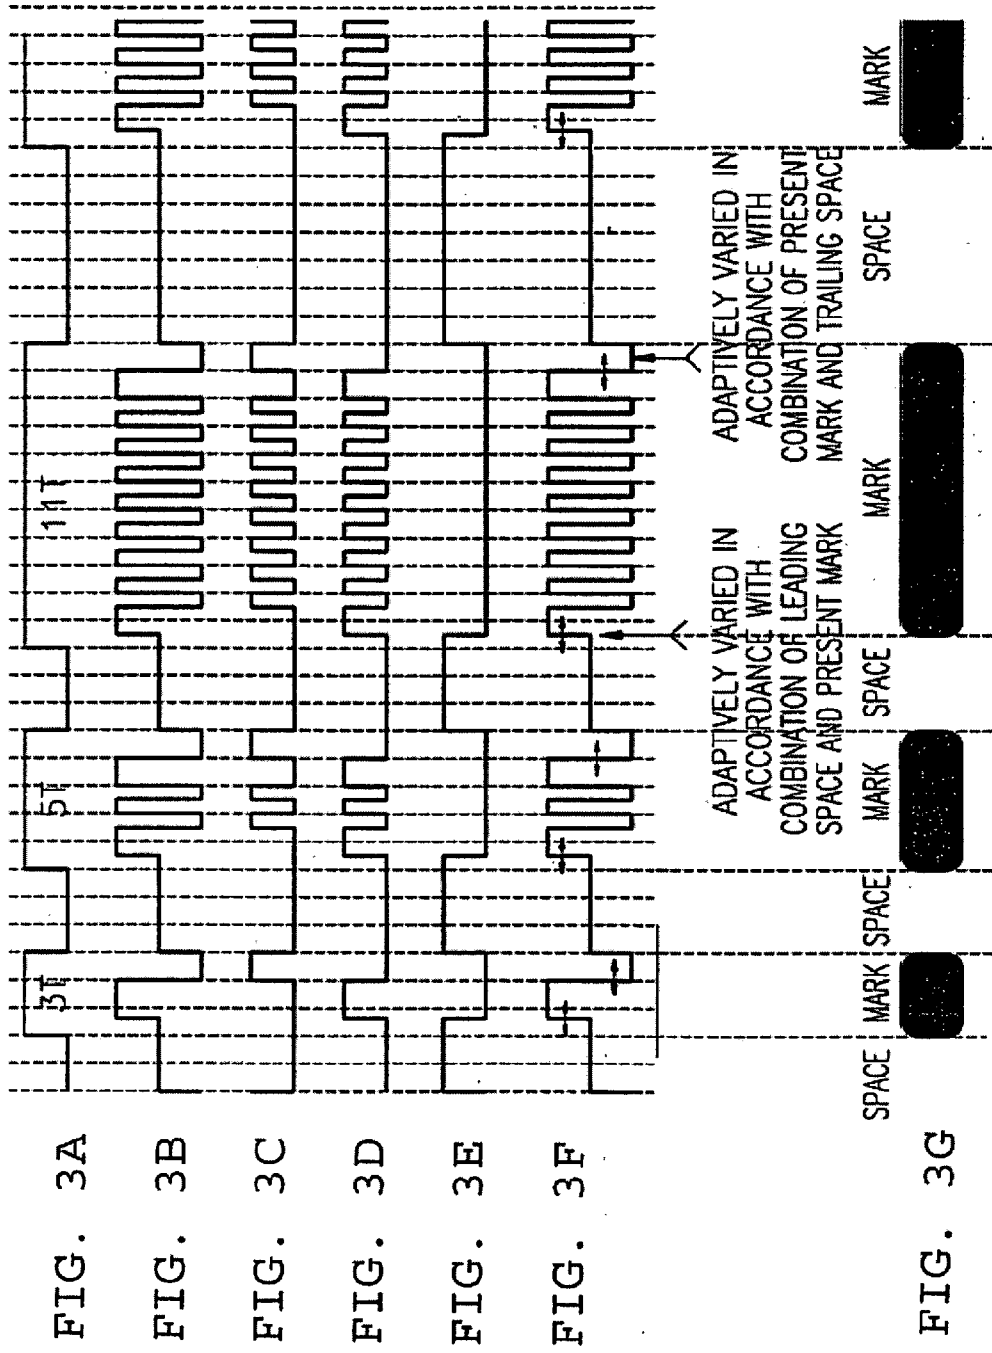 FIG. 3A
3T
5T
11T
FIG. 3B
FIG. 3C
FIG. 3D
FIG. 3E
FIG. 3F
ADAPTIVELY VARIED IN
ACCORDANCE WITH
COMBINATION OF LEADING
SPACE AND PRESENT MARK
ADAPTIVELY VARIED IN
ACCORDANCE WITH
COMBINATION OF PRESENT
MARK AND TRAILING SPACE
SPACE MARK SPACE MARK SPACE MARK SPACE MARK
FIG. 3G